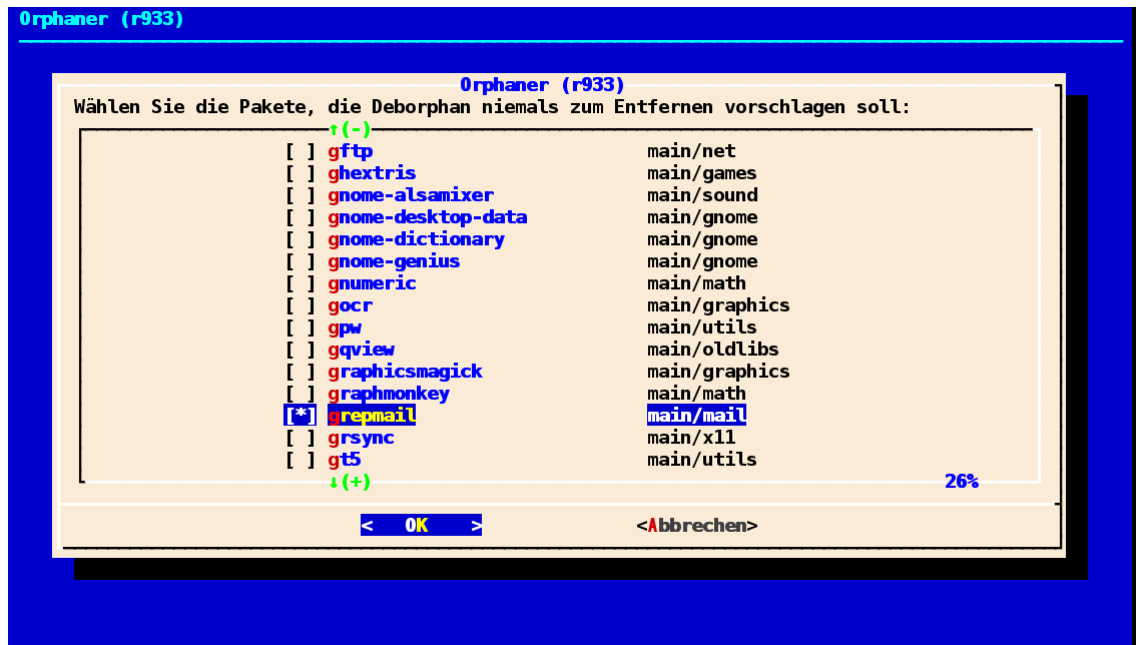 Orphaner (r933)
Orphaner (r933)
Wählen Sie die Pakete, die Deborphan niemals zum Entfernen vorschlagen soll:
↑(-)
[ ] gftp main/net
[ ] ghextris main/games
[ ] gnome-alsamixer main/sound
[ ] gnome-desktop-data main/gnome
[ ] gnome-dictionary main/gnome
[ ] gnome-genius main/gnome
[ ] gnumeric main/math
[ ] gocr main/graphics
[ ] gpw main/utils
[ ] gqview main/oldlibs
[ ] graphicsmagick main/graphics
[ ] graphmonkey main/math
[*] grepmail main/mail
[ ] grsync main/x11
[ ] gt5 main/utils
↓(+) 26%
< OK > <Abbrechen>